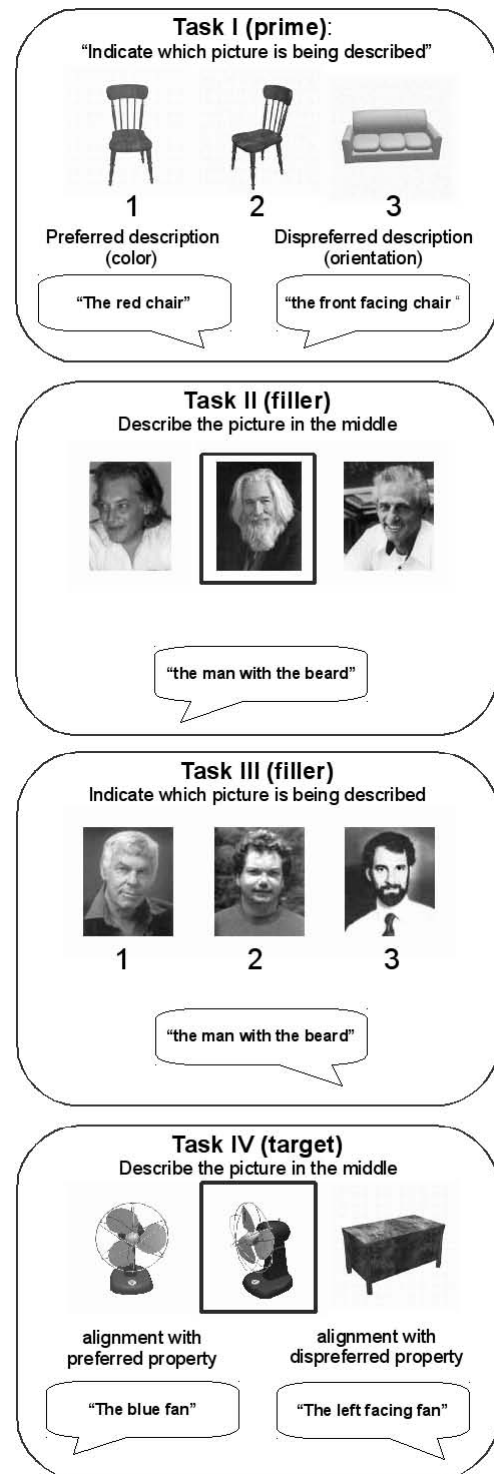 Task I (prime):
“Indicate which picture is being described”
1 2 3
Preferred description
(color)
Dispreferred description
(orientation)
“The red chair”
“the front facing chair “
Task II (filler)
Describe the picture in the middle
“the man with the beard”
Task III (filler)
Indicate which picture is being described
1 2 3
“the man with the beard”
Task IV (target)
Describe the picture in the middle
alignment with
preferred property
alignment with
dispreferred property
“The blue fan”
“The left facing fan”